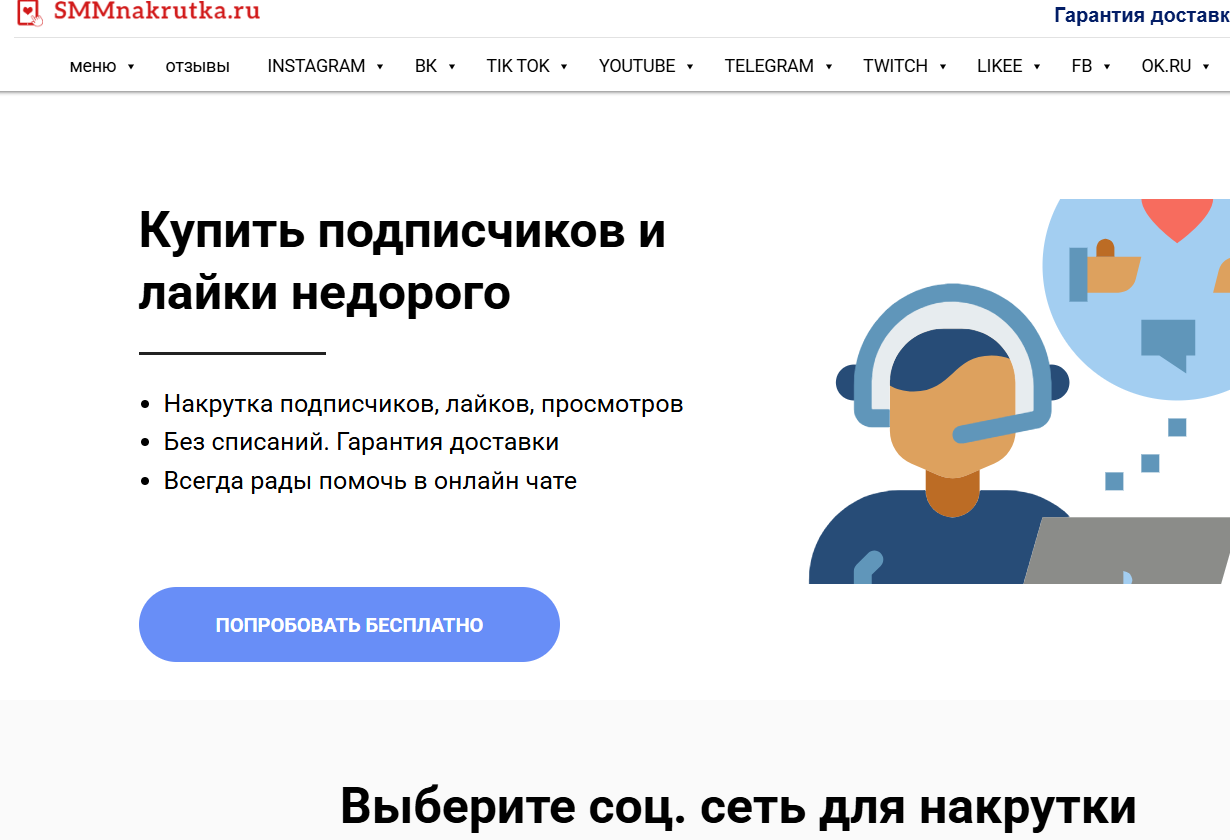 SMMnakrutka.ru
Гарантия доставк
меню
отзывы
INSTAGRAM
ВК
TIK TOK
YOUTUBE
TELEGRAM
TWITCH
LIKEE
FB
OK.RU
Купить подписчиков и
лайки недорого
Накрутка подписчиков, лайков, просмотров
Без списаний. Гарантия доставки
Всегда рады помочь в онлайн чате
ПОПРОБОВАТЬ БЕСПЛАТНО
Выберите соц. сеть для накрутки